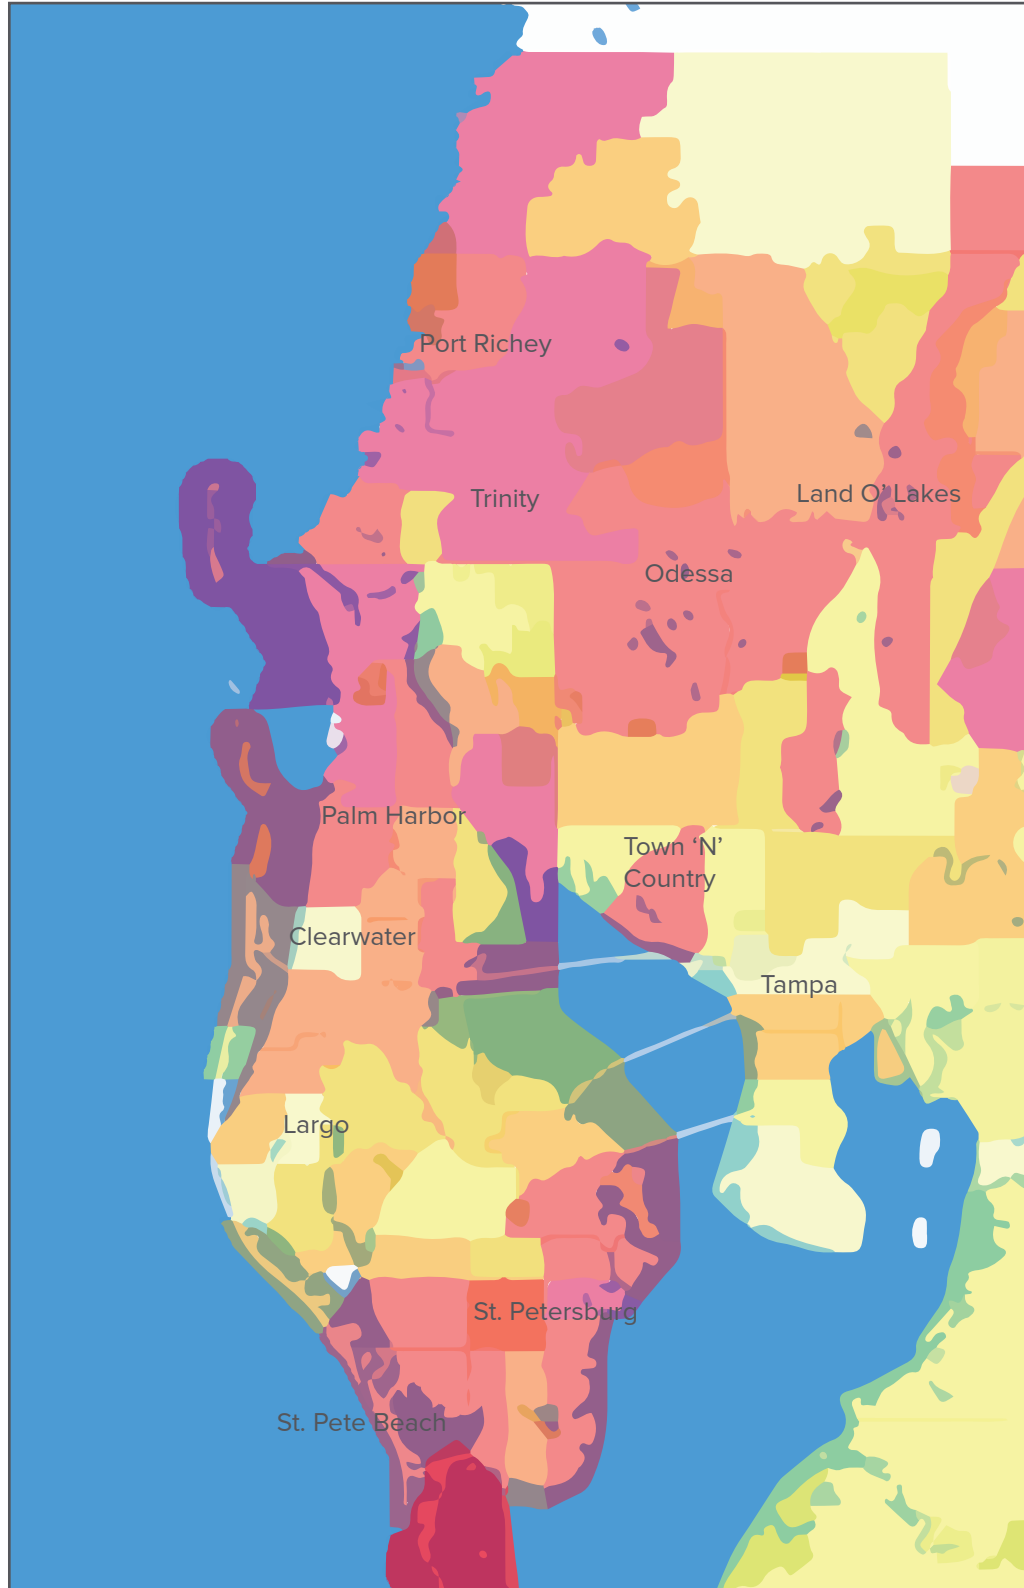 Port Richey
Trinity
Land O’ Lakes
Odessa
Palm Harbor
Town ‘N’
Country
Clearwater
Tampa
Largo
St. Petersburg
St. Pete Beach